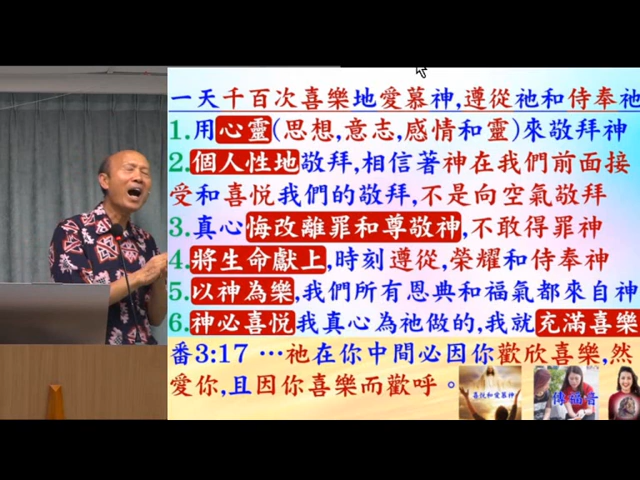 一天千百次喜樂地愛慕神,遵從祂和侍奉祂
1.用心靈(思想,意志,感情和靈)來敬拜神
2.個人性地敬拜,相信著神在我們前面接
受和喜悅我們的敬拜,不是向空氣敬拜
3.真心悔改離罪和尊敬神,不敢得罪神
4.將生命獻上,時刻遵從,榮耀和侍奉神
5.以神為樂,我們所有恩典和福氣都來自神
6.神必喜悅我真心為祂做的,我就充滿喜樂
番3:17 …祂在你中間必因你歡欣喜樂,然
愛你,且因你喜樂而歡呼。
喜悅和愛慕神
傳福音